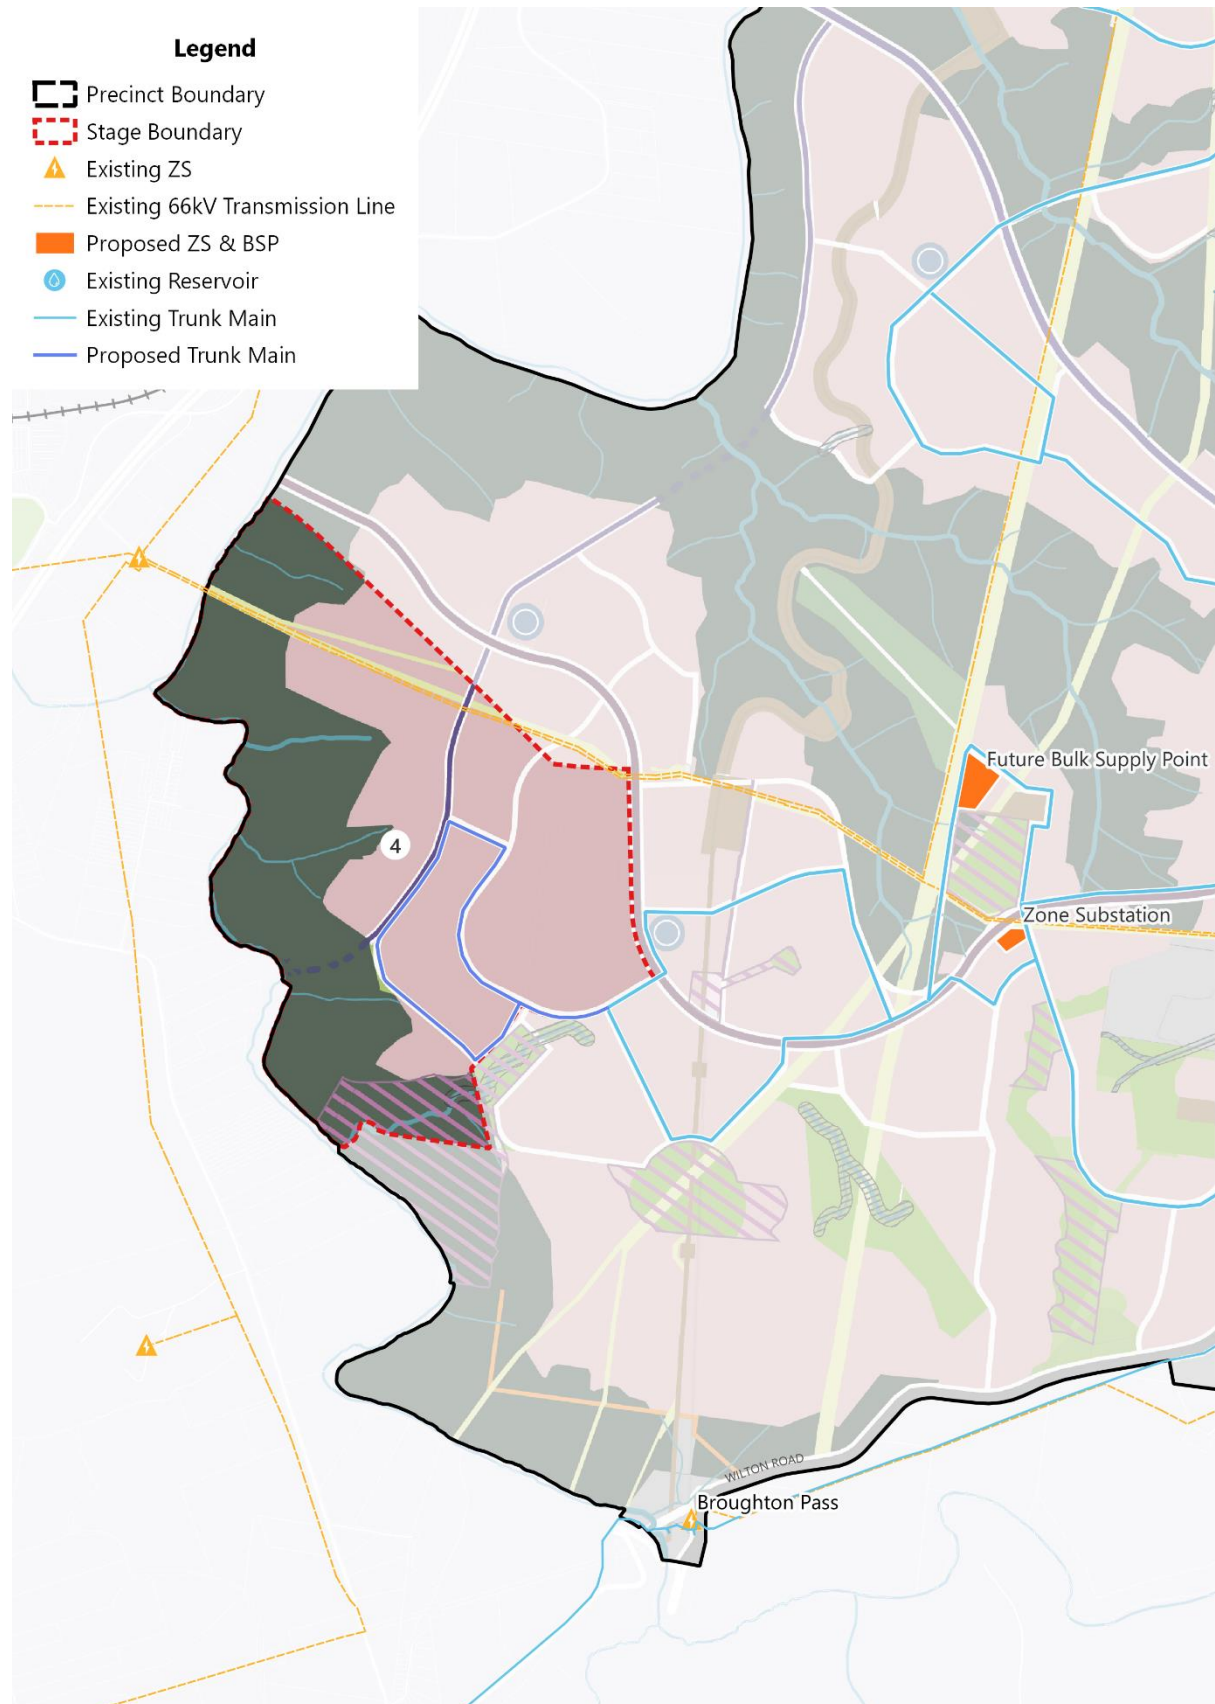 Legend
Precinct Boundary
Stage Boundary
Existing ZS
Existing 66kV Transmission Line
Proposed ZS & BSP
Existing Reservoir
Existing Trunk Main
Proposed Trunk Main
Future Bulk Supply Point
4
Zone Substation
WILTON ROAD
Broughton Pass